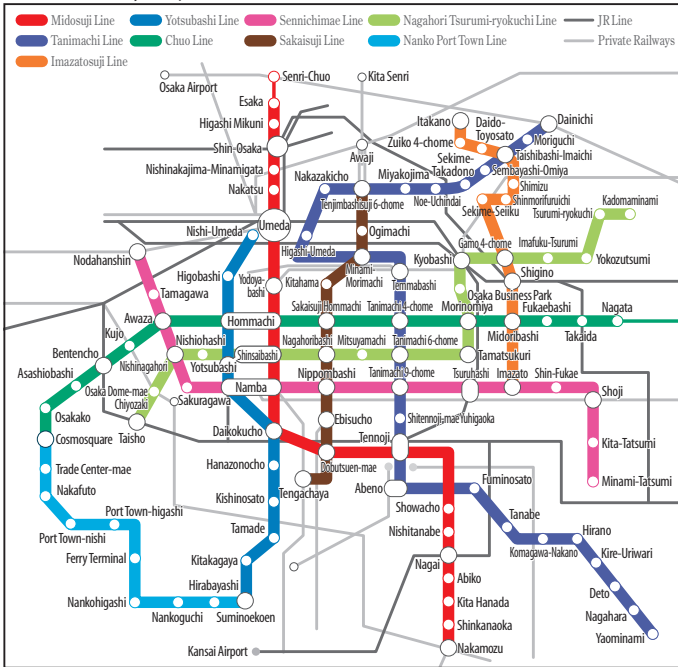 Midosuji Line
Yotsubashi Line
Sennichimae Line
Nagahori Tsurumi-ryokuchi Line
JR Line
Tanimachi Line
Chuo Line
Sakaisuji Line
Nanko Port Town Line
Private Railways
Imazatosuji Line
Osaka Airport
Senri-Chuo
Kita Senri
Esaka
Higashi Mikuni
Shin-Osaka
Nishinakajima-Minamigata
Nakatsu
Awaji
Itakano
Daido-
Toyosato
Dainichi
Zuiko 4-chome
Moriguchi
Taishibashi-Imaichi
Sekime-
Takadono
Sembayashi-Omiya
Nakazakicho
Miyakojima
Noe-Uchindai
Shimizu
Tenjimbashisuji 6-chome
Shinmorifuruichi
Kadomaminami
Sekime-Seiiku
Tsurumi-ryokuchi
Umeda
Nishi-Umeda
Ogimachi
Higashi-Umeda
Gamo 4-chome
Imafuku-Tsurumi
Nodahanshin
Kyobashi
Yokozutsumi
Minami-
Morimachi
Higobashi
Yodoya-
bashi
Kitahama
Temmabashi
Shigino
Tamagawa
Osaka Business Park
Sakaisuji Hommachi
Tanimachi 4-chome
Morinomiya
Fukaebashi
Nagata
Awaza
Hommachi
Kujo
Nishiohashi
Nagahoribashi
Mitsuyamachi
Tanimachi 6-chome
Midoribashi
Takaida
Bentencho
Shinsaibashi
Tamatsukuri
Asashiobashi
Nishinagahori
Yotsubashi
Nippombashi
Tanimachi 9-chome
Tsuruhashi
Imazato
Shin-Fukae
Osaka Dome-mae
Chiyozaki
Namba
Sakuragawa
Shoji
Osakako
Taisho
Ebisucho
Shitennoji-mae Yuhigaoka
Cosmosquare
Daikokucho
Tennoji
Kita-Tatsumi
Trade Center-mae
Hanazonocho
Dobutsuen-mae
Nakafuto
Tengachaya
Abeno
Fuminosato
Minami-Tatsumi
Kishinosato
Port Town-higashi
Showacho
Tanabe
Port Town-nishi
Tamade
Nishitanabe
Hirano
Ferry Terminal
Kitakagaya
Nagai
Komagawa-Nakano
Kire-Uriwari
Hirabayashi
Abiko
Deto
Nankohigashi
Nankoguchi
Suminoekoen
Kita Hanada
Nagahara
Shinkanaoka
Yaominami
Kansai Airport
Nakamozu